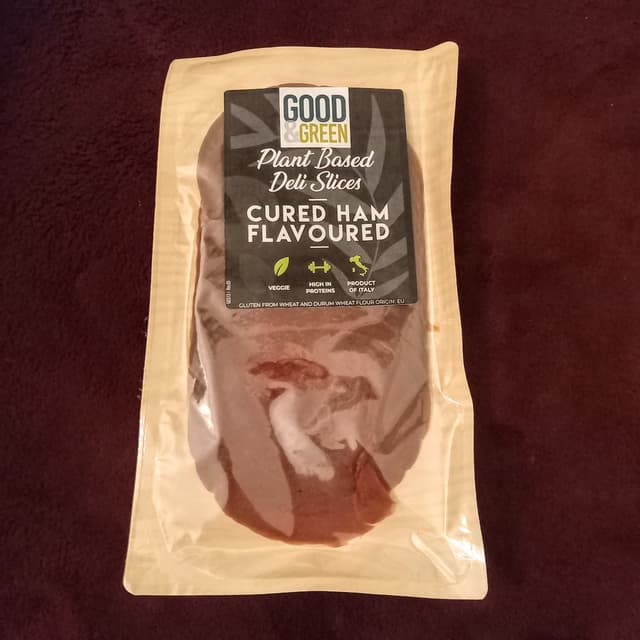 GOOD
& GREEN
Plant Based
Deli Slices
CURED HAM
FLAVOURED
VEGGIE
HIGH IN
PROTEINS
PRODUCT
OF ITALY
GLUTEN FROM WHEAT AND DURUM WHEAT FLOUR ORIGIN: EU